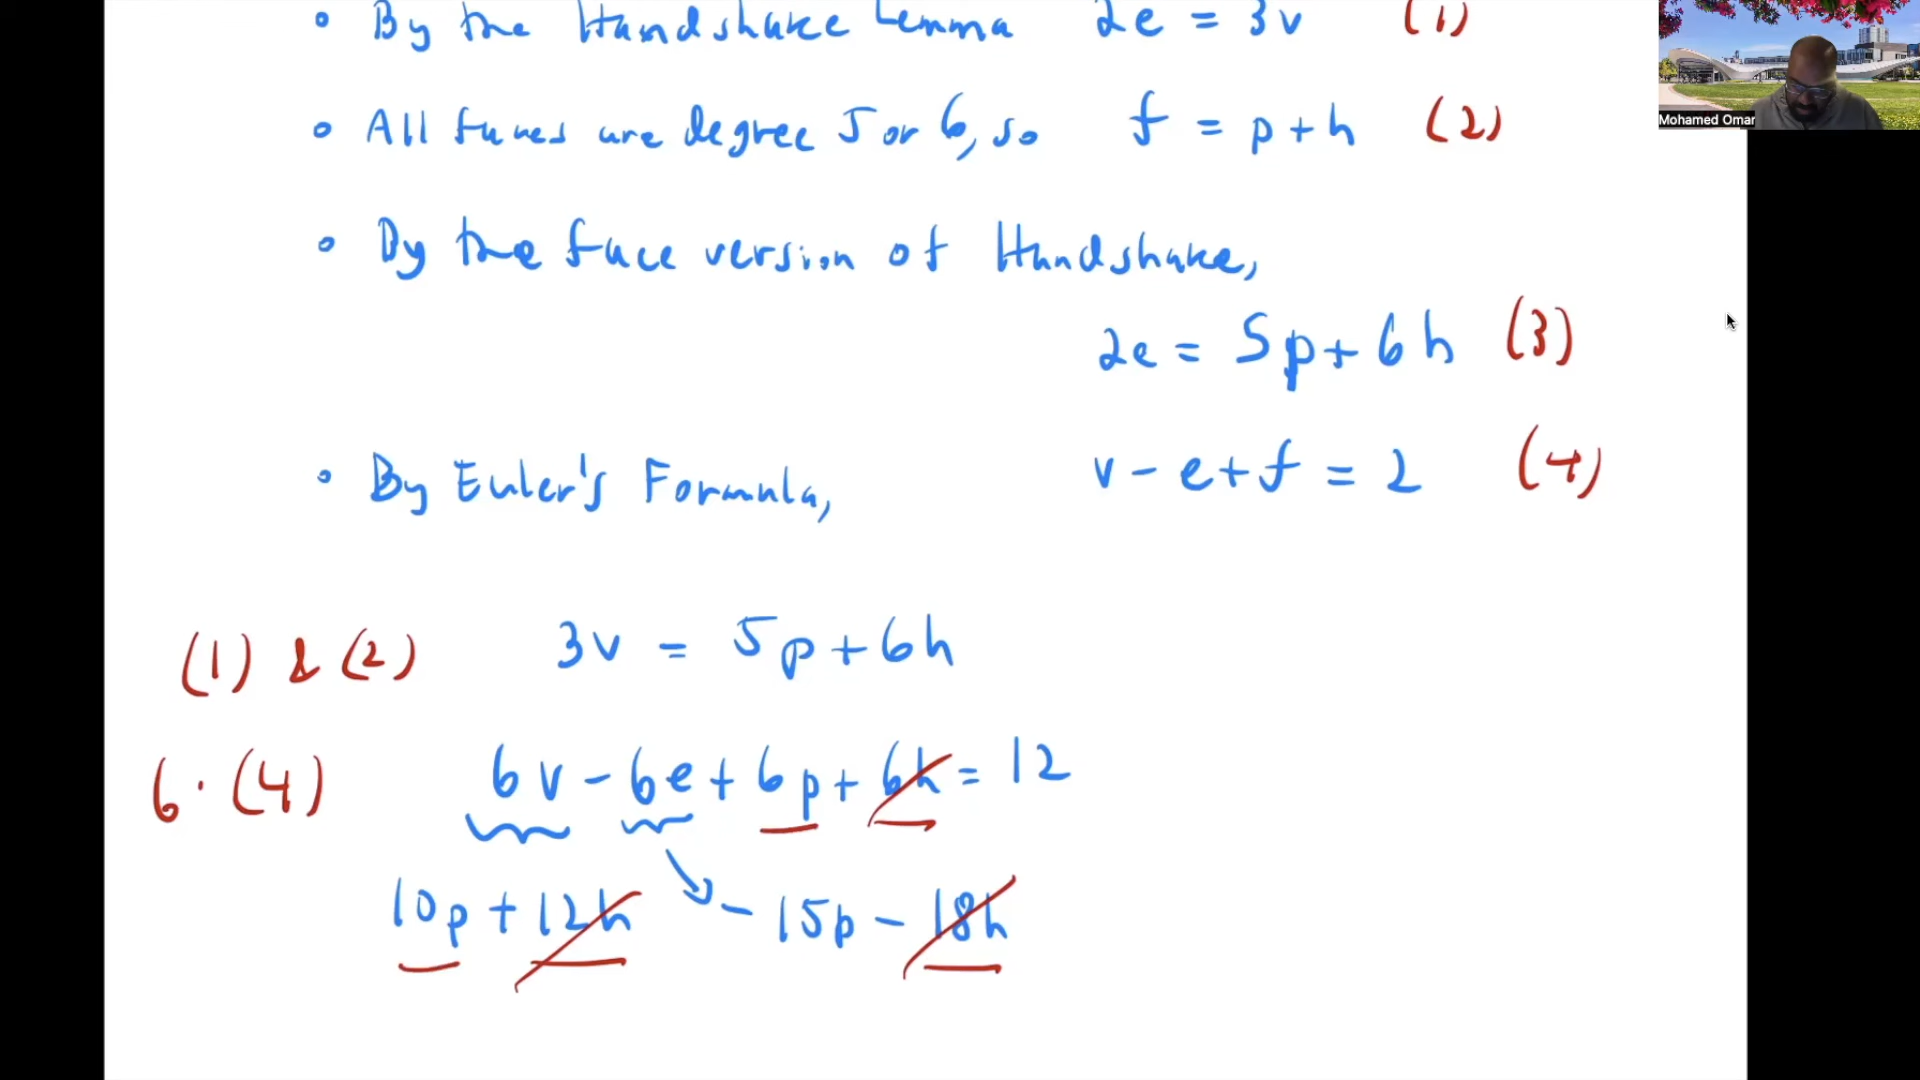 • By the Handshake Lemma 2e = 3v (1)
Mohamed Omar
• All faces are degree 5 or 6, so f = p + h (2)
• By the face version of Handshake,
2e = 5p + 6h (3)
• By Euler's Formula, v - e + f = 2 (4)
(1) & (2) 3v = 5p + 6h
6 · (4) 6v - 6e + 6p + 6h = 12
10p + 12h - 15p - 18h